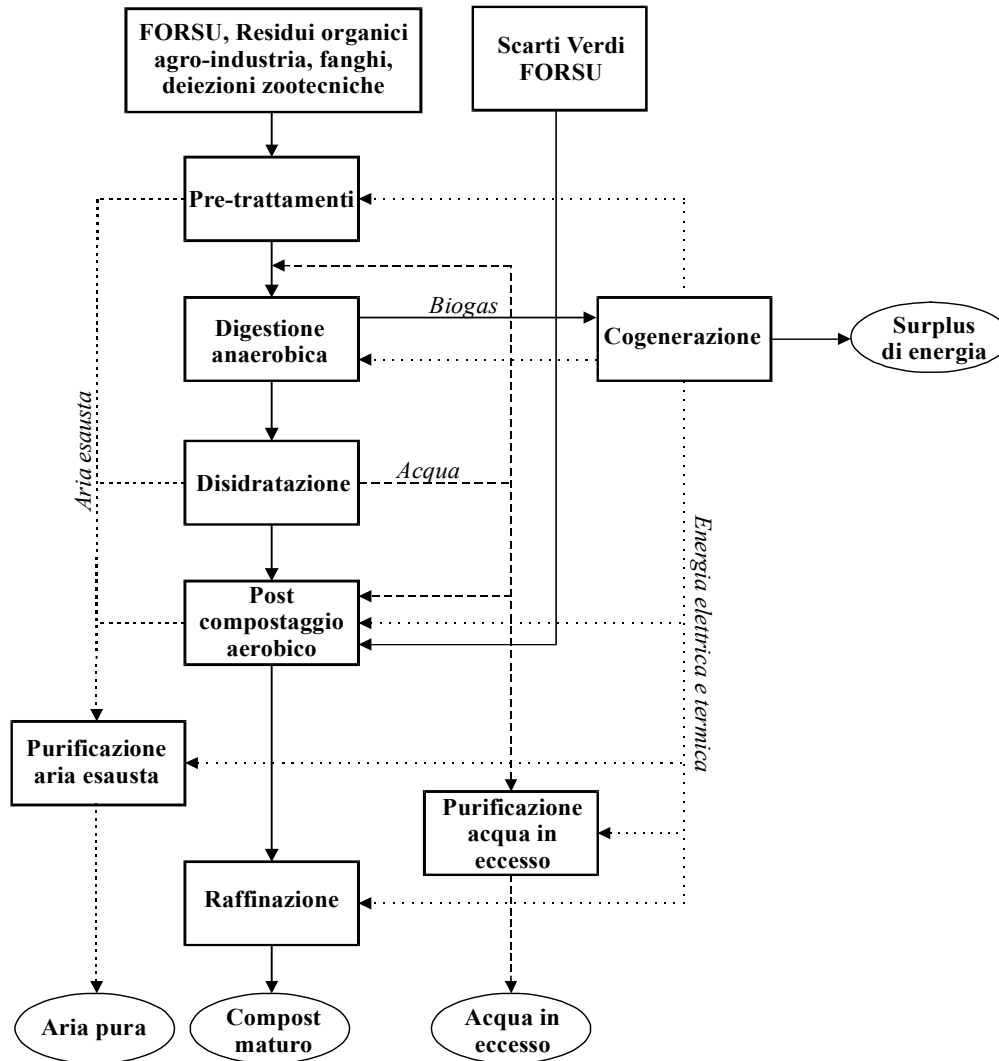 FORSU, Residui organici
agro-industria, fanghi,
deiezioni zootecniche
Scarti Verdi
FORSU
Pre-trattamenti
Biogas
Digestione
anaerobica
Cogenerazione
Surplus
di energia
Aria esausta
Disidratazione
Acqua
Energia elettrica e termica
Post
compostaggio
aerobico
Purificazione
aria esausta
Purificazione
acqua in
eccesso
Raffinazione
Aria pura
Compost
maturo
Acqua in
eccesso